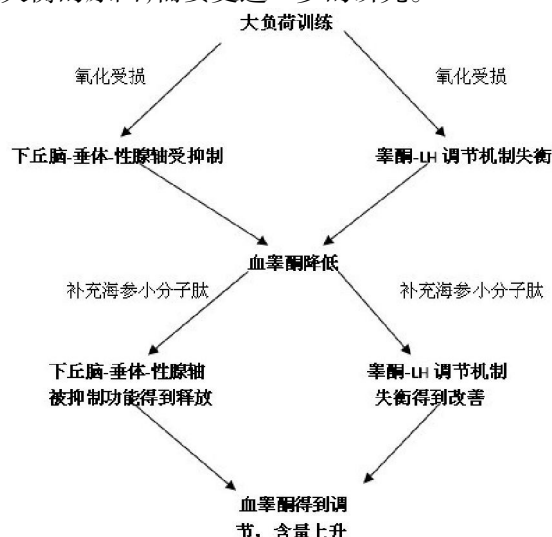 大负荷训练
氧化受损 氧化受损
下丘脑-垂体-性腺轴受抑制 睾酮-LH 调节机制失衡
血睾酮降低
补充海参小分子肽 补充海参小分子肽
下丘脑-垂体-性腺轴 睾酮-LH 调节机制
被抑制功能得到释放 失衡得到改善
血睾酮得到调
节，含量上升